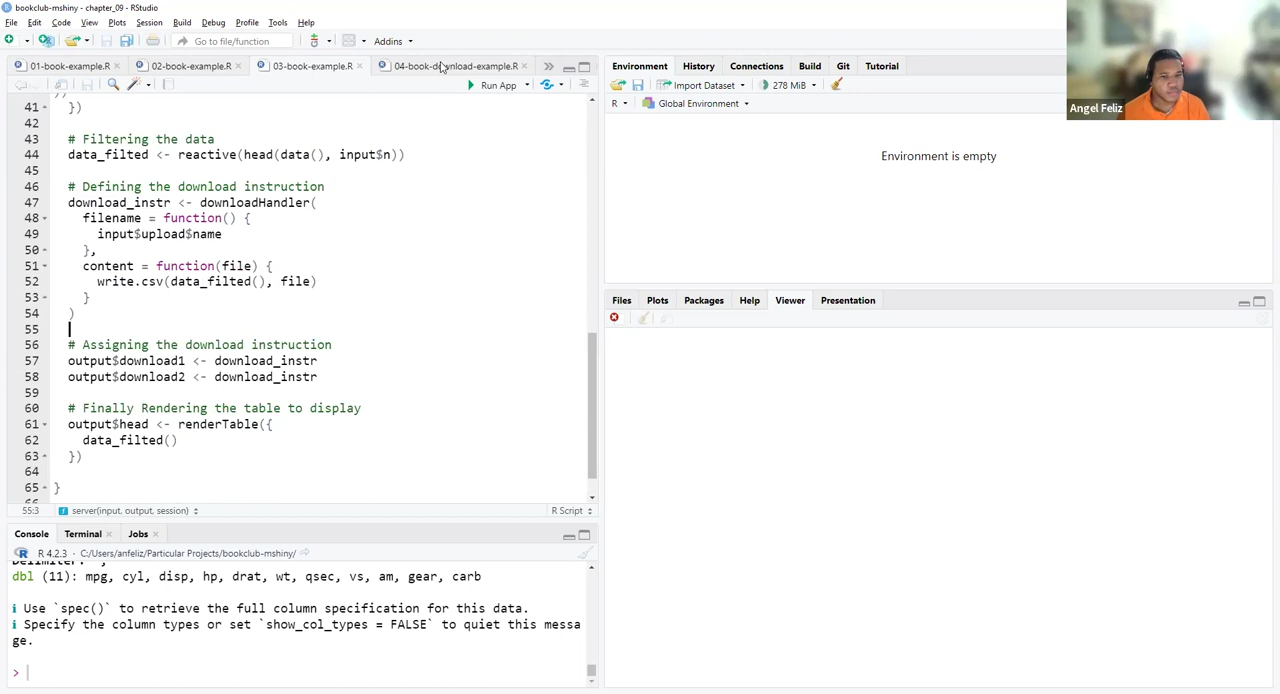 bookclub-mshiny - chapter_09 - RStudio
File Edit Code View Plots Session Build Debug Profile Tools Help
Go to file/function Addins
01-book-example.R 02-book-example.R 03-book-example.R 04-book-download-example.R
Run App
41 })
42
43 # Filtering the data
44 data_filted <- reactive(head(data(), input$n))
45
46 # Defining the download instruction
47 download_instr <- downloadHandler(
48 filename = function() {
49 input$upload$name
50 },
51 content = function(file) {
52 write.csv(data_filted(), file)
53 }
54 )
55
56 # Assigning the download instruction
57 output$download1 <- download_instr
58 output$download2 <- download_instr
59
60 # Finally Rendering the table to display
61 output$head <- renderTable({
62 data_filted()
63 })
64
65 }
55:3 server(input, output, session) R Script
Console Terminal Jobs
R 4.2.3 · C:/Users/anfeliz/Particular Projects/bookclub-mshiny/
dbl (11): mpg, cyl, disp, hp, drat, wt, qsec, vs, am, gear, carb
i Use `spec()` to retrieve the full column specification for this data.
i Specify the column types or set `show_col_types = FALSE` to quiet this messa
ge.
>
Environment History Connections Build Git Tutorial
Import Dataset 278 MiB
R Global Environment
Environment is empty
Files Plots Packages Help Viewer Presentation
Angel Feliz